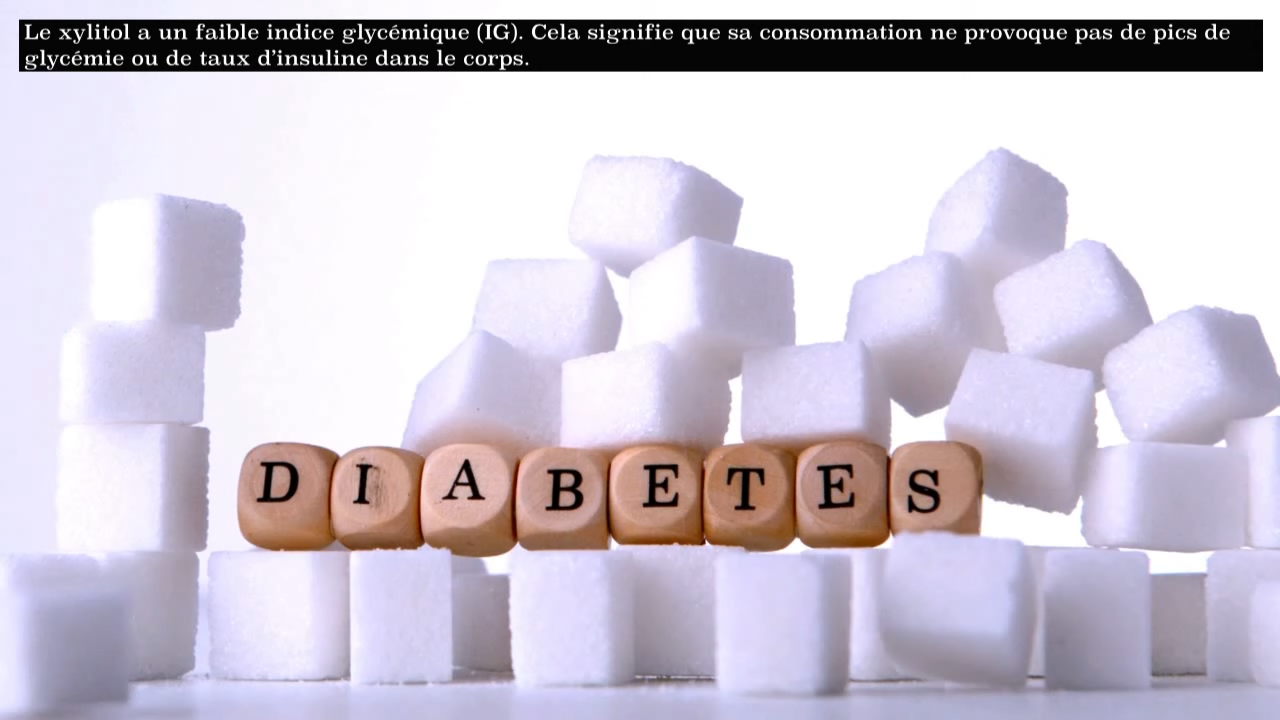 Le xylitol a un faible indice glycémique (IG). Cela signifie que sa consommation ne provoque pas de pics de
glycémie ou de taux d'insuline dans le corps.
DIABETES